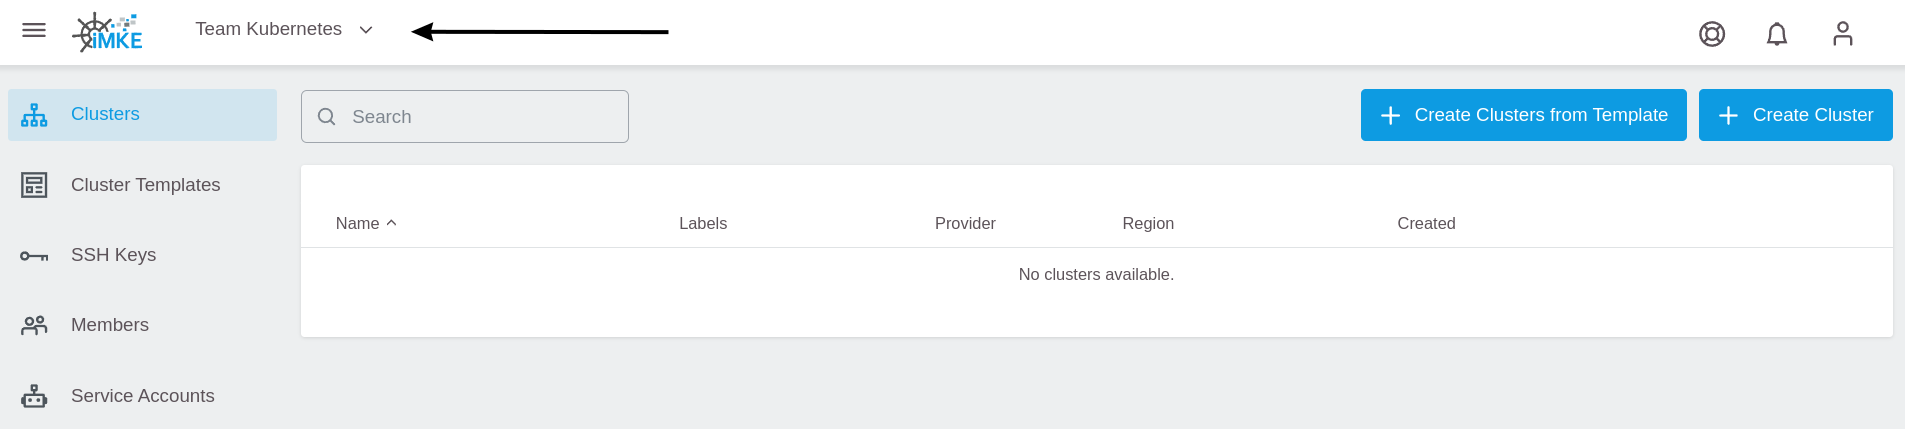 iMKE
Team Kubernetes
Clusters
Search
Create Clusters from Template
Create Cluster
Cluster Templates
Name
Labels
Provider
Region
Created
SSH Keys
No clusters available.
Members
Service Accounts